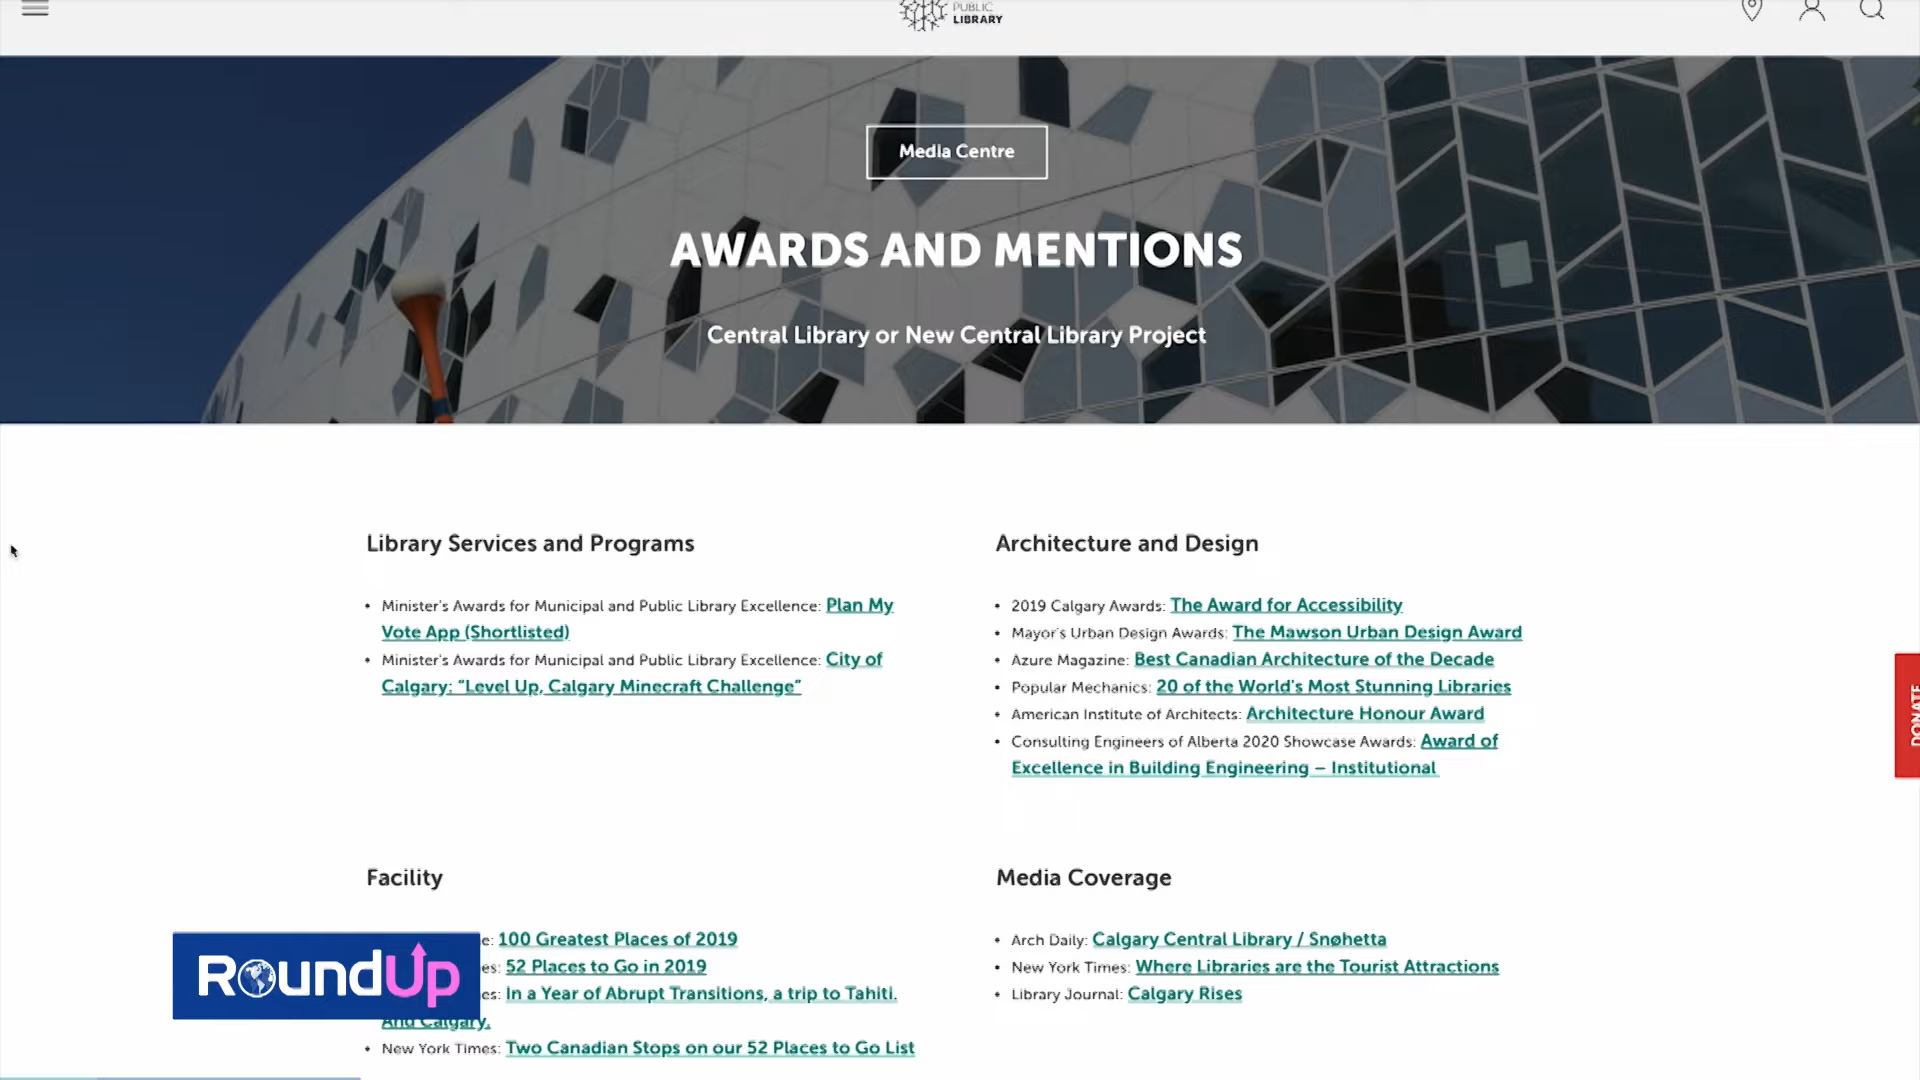 PUBLIC
LIBRARY
Media Centre
AWARDS AND MENTIONS
Central Library or New Central Library Project
Library Services and Programs
• Minister's Awards for Municipal and Public Library Excellence: Plan My
Vote App (Shortlisted)
• Minister's Awards for Municipal and Public Library Excellence: City of
Calgary: “Level Up, Calgary Minecraft Challenge”
Architecture and Design
• 2019 Calgary Awards: The Award for Accessibility
• Mayor's Urban Design Awards: The Mawson Urban Design Award
• Azure Magazine: Best Canadian Architecture of the Decade
• Popular Mechanics: 20 of the World's Most Stunning Libraries
• American Institute of Architects: Architecture Honour Award
• Consulting Engineers of Alberta 2020 Showcase Awards: Award of
Excellence in Building Engineering – Institutional
DONATE
Facility
e: 100 Greatest Places of 2019
es: 52 Places to Go in 2019
es: In a Year of Abrupt Transitions, a trip to Tahiti.
And Calgary.
• New York Times: Two Canadian Stops on our 52 Places to Go List
Media Coverage
• Arch Daily: Calgary Central Library / Snøhetta
• New York Times: Where Libraries are the Tourist Attractions
• Library Journal: Calgary Rises
RoundUp